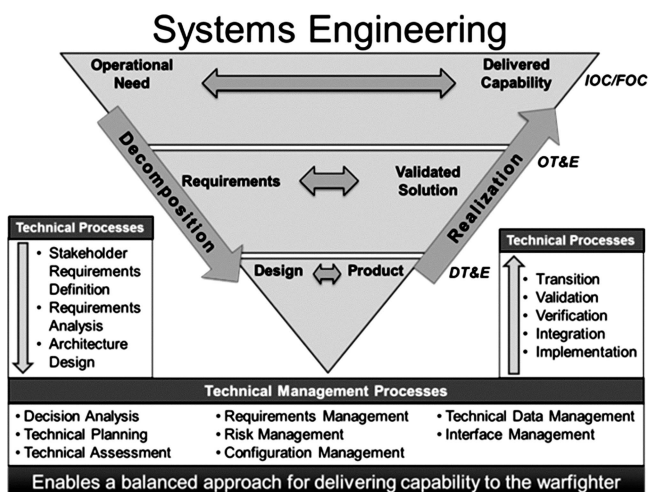 Systems Engineering
Operational
Need
Delivered
Capability
IOC/FOC
Decomposition
Realization
OT&E
Requirements
Validated
Solution
Design
Product
DT&E
Technical Processes
• Stakeholder
Requirements
Definition
• Requirements
Analysis
• Architecture
Design
Technical Processes
• Transition
• Validation
• Verification
• Integration
• Implementation
Technical Management Processes
• Decision Analysis
• Technical Planning
• Technical Assessment
• Requirements Management
• Risk Management
• Configuration Management
• Technical Data Management
• Interface Management
Enables a balanced approach for delivering capability to the warfighter